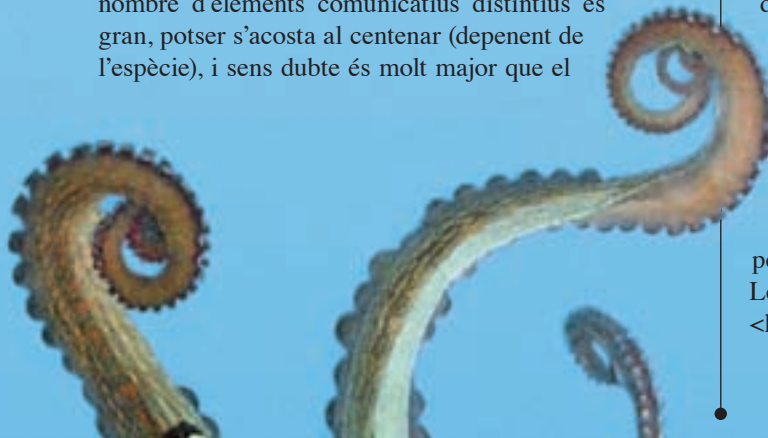 nombre d'elements comunicatius distintius és
gran, potser s’acosta al centenar (depenent de
l’espècie), i sens dubte és molt major que el